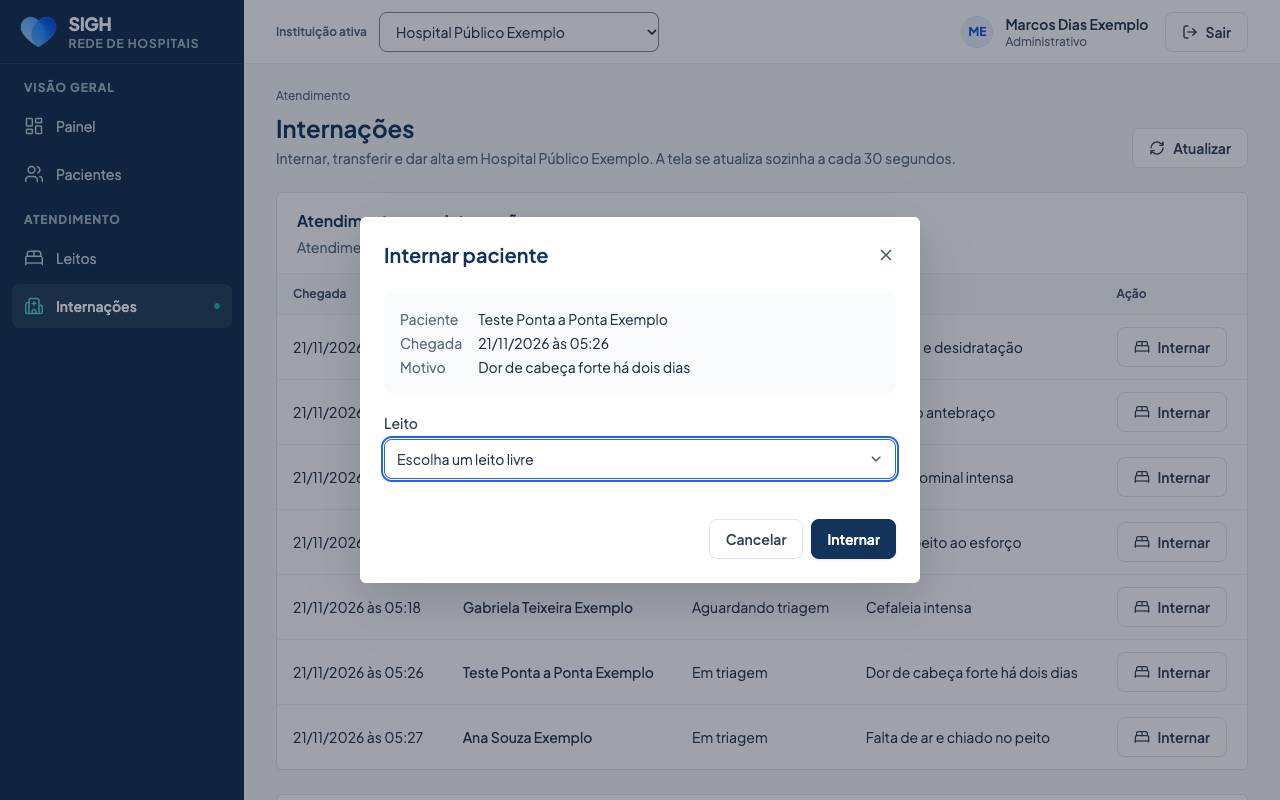 SIGH
REDE DE HOSPITAIS
VISÃO GERAL
Painel
Pacientes
ATENDIMENTO
Leitos
Internações
Instituição ativa
Hospital Público Exemplo
ME
Marcos Dias Exemplo
Administrativo
Sair
Atendimento
Internações
Internar, transferir e dar alta em Hospital Público Exemplo. A tela se atualiza sozinha a cada 30 segundos.
Atualizar
Chegada
Ação
21/11/2026
e desidratação
Internar
21/11/2026
antebraço
Internar
21/11/2026
intensa
Internar
21/11/2026
ao esforço
Internar
Internar paciente
Paciente Teste Ponta a Ponta Exemplo
Chegada 21/11/2026 às 05:26
Motivo Dor de cabeça forte há dois dias
Leito
Escolha um leito livre
Cancelar
Internar
21/11/2026 às 05:18 Gabriela Teixeira Exemplo Aguardando triagem Cefaleia intensa Internar
21/11/2026 às 05:26 Teste Ponta a Ponta Exemplo Em triagem Dor de cabeça forte há dois dias Internar
21/11/2026 às 05:27 Ana Souza Exemplo Em triagem Falta de ar e chiado no peito Internar